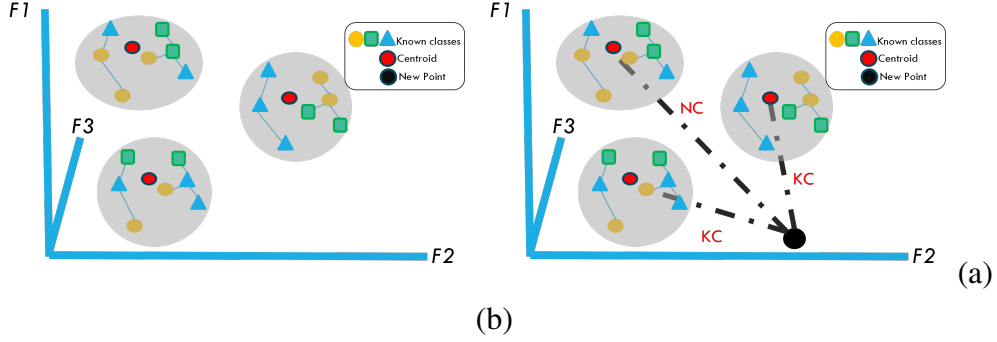 F1
Known classes
Centroid
New Point
F3
F2
F1
Known classes
Centroid
New Point
NC
F3
KC
KC
F2
(a)
(b)